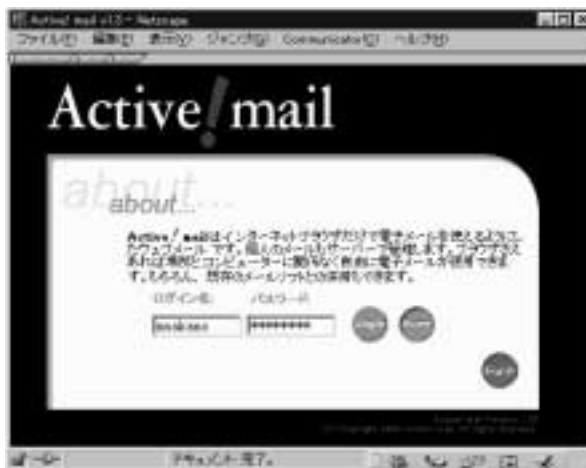 Active! mail v1.0 - Netscape
ファイル(F) 編集(E) 表示(V) ジャンプ(G) Communicator(C) ヘルプ(H)
Active! mail
about...
about...
Active! mailはインターネットブラウザだけで電子メールを使えるようにし
たウェブメール です。個人のメールもサーバーで管理します。ブラウザさえ
あれば場所とコンピューターに関係なく自由に電子メールが使用できま
す。もちろん、既存のメールソフトとの併用もできます。
ログイン名: パスワード:
********
ドキュメント: 完了。